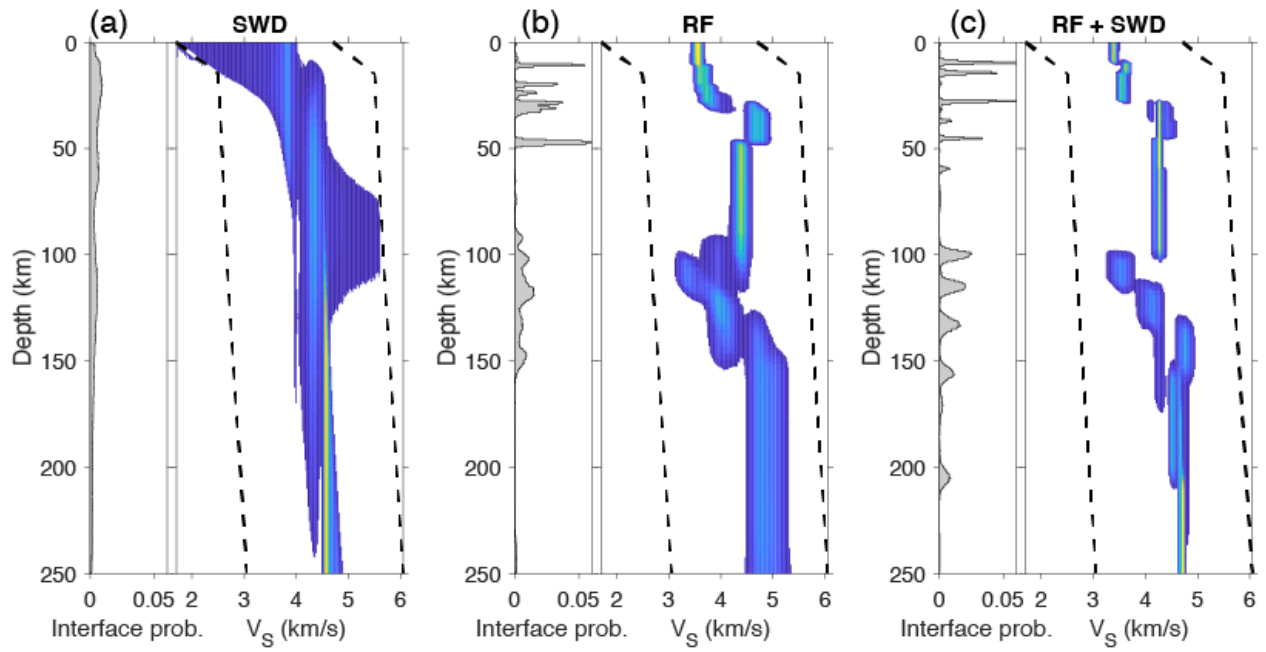 (a) SWD
0
50
100
150
200
250
Depth (km)
0 0.05 2 3 4 5 6
Interface prob. V_S (km/s)
(b) RF
0
50
100
150
200
250
Depth (km)
0 0.05 2 3 4 5 6
Interface prob. V_S (km/s)
(c) RF + SWD
0
50
100
150
200
250
Depth (km)
0 0.05 2 3 4 5 6
Interface prob. V_S (km/s)